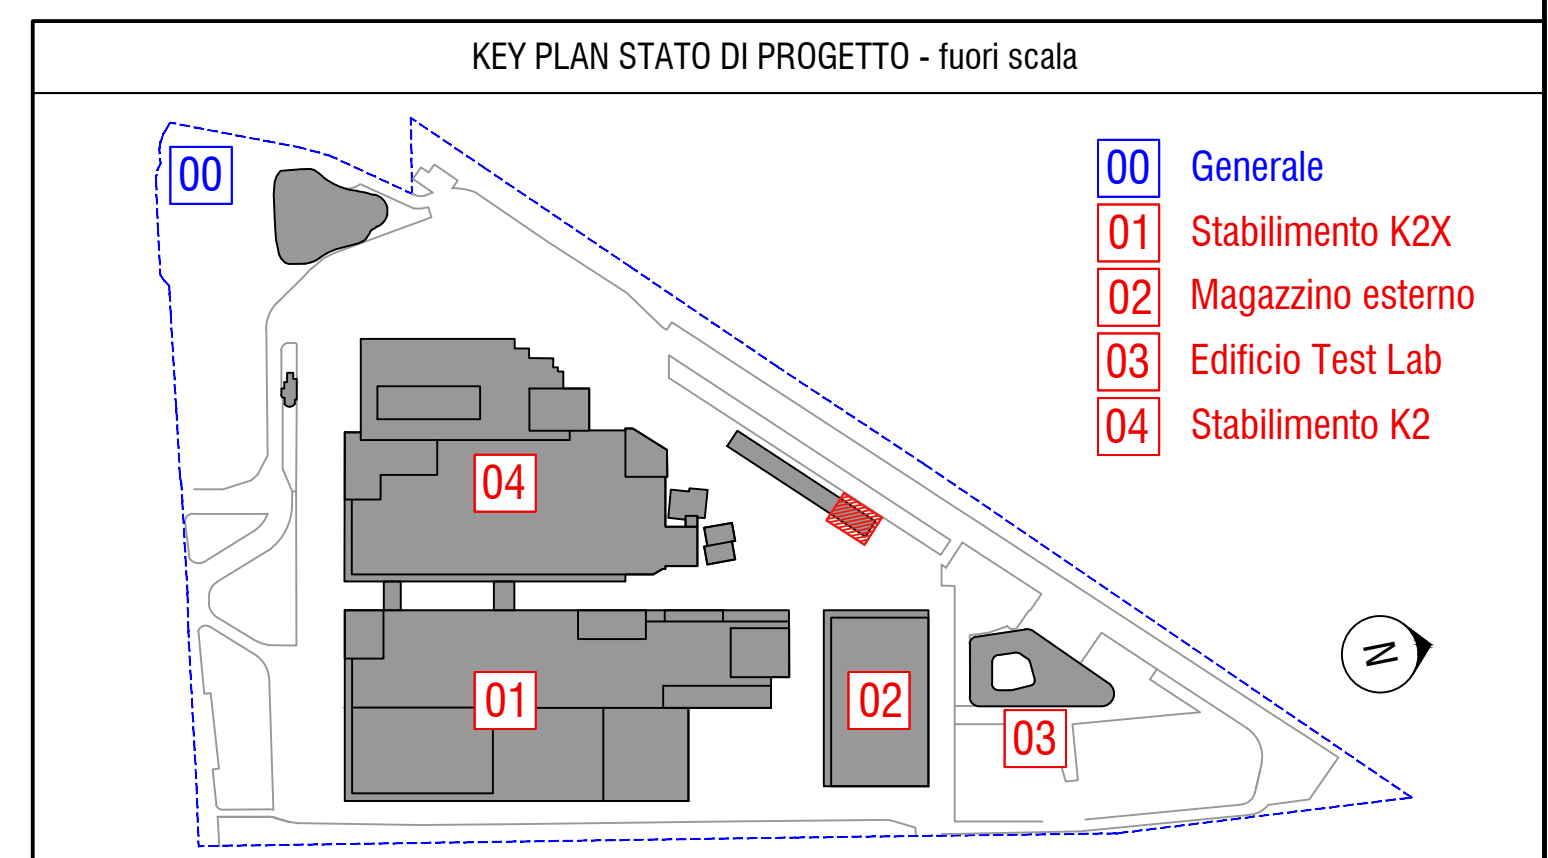 KEY PLAN STATO DI PROGETTO - fuori scala
00
00 Generale
01 Stabilimento K2X
02 Magazzino esterno
03 Edificio Test Lab
04 Stabilimento K2
04
N
01
02
03